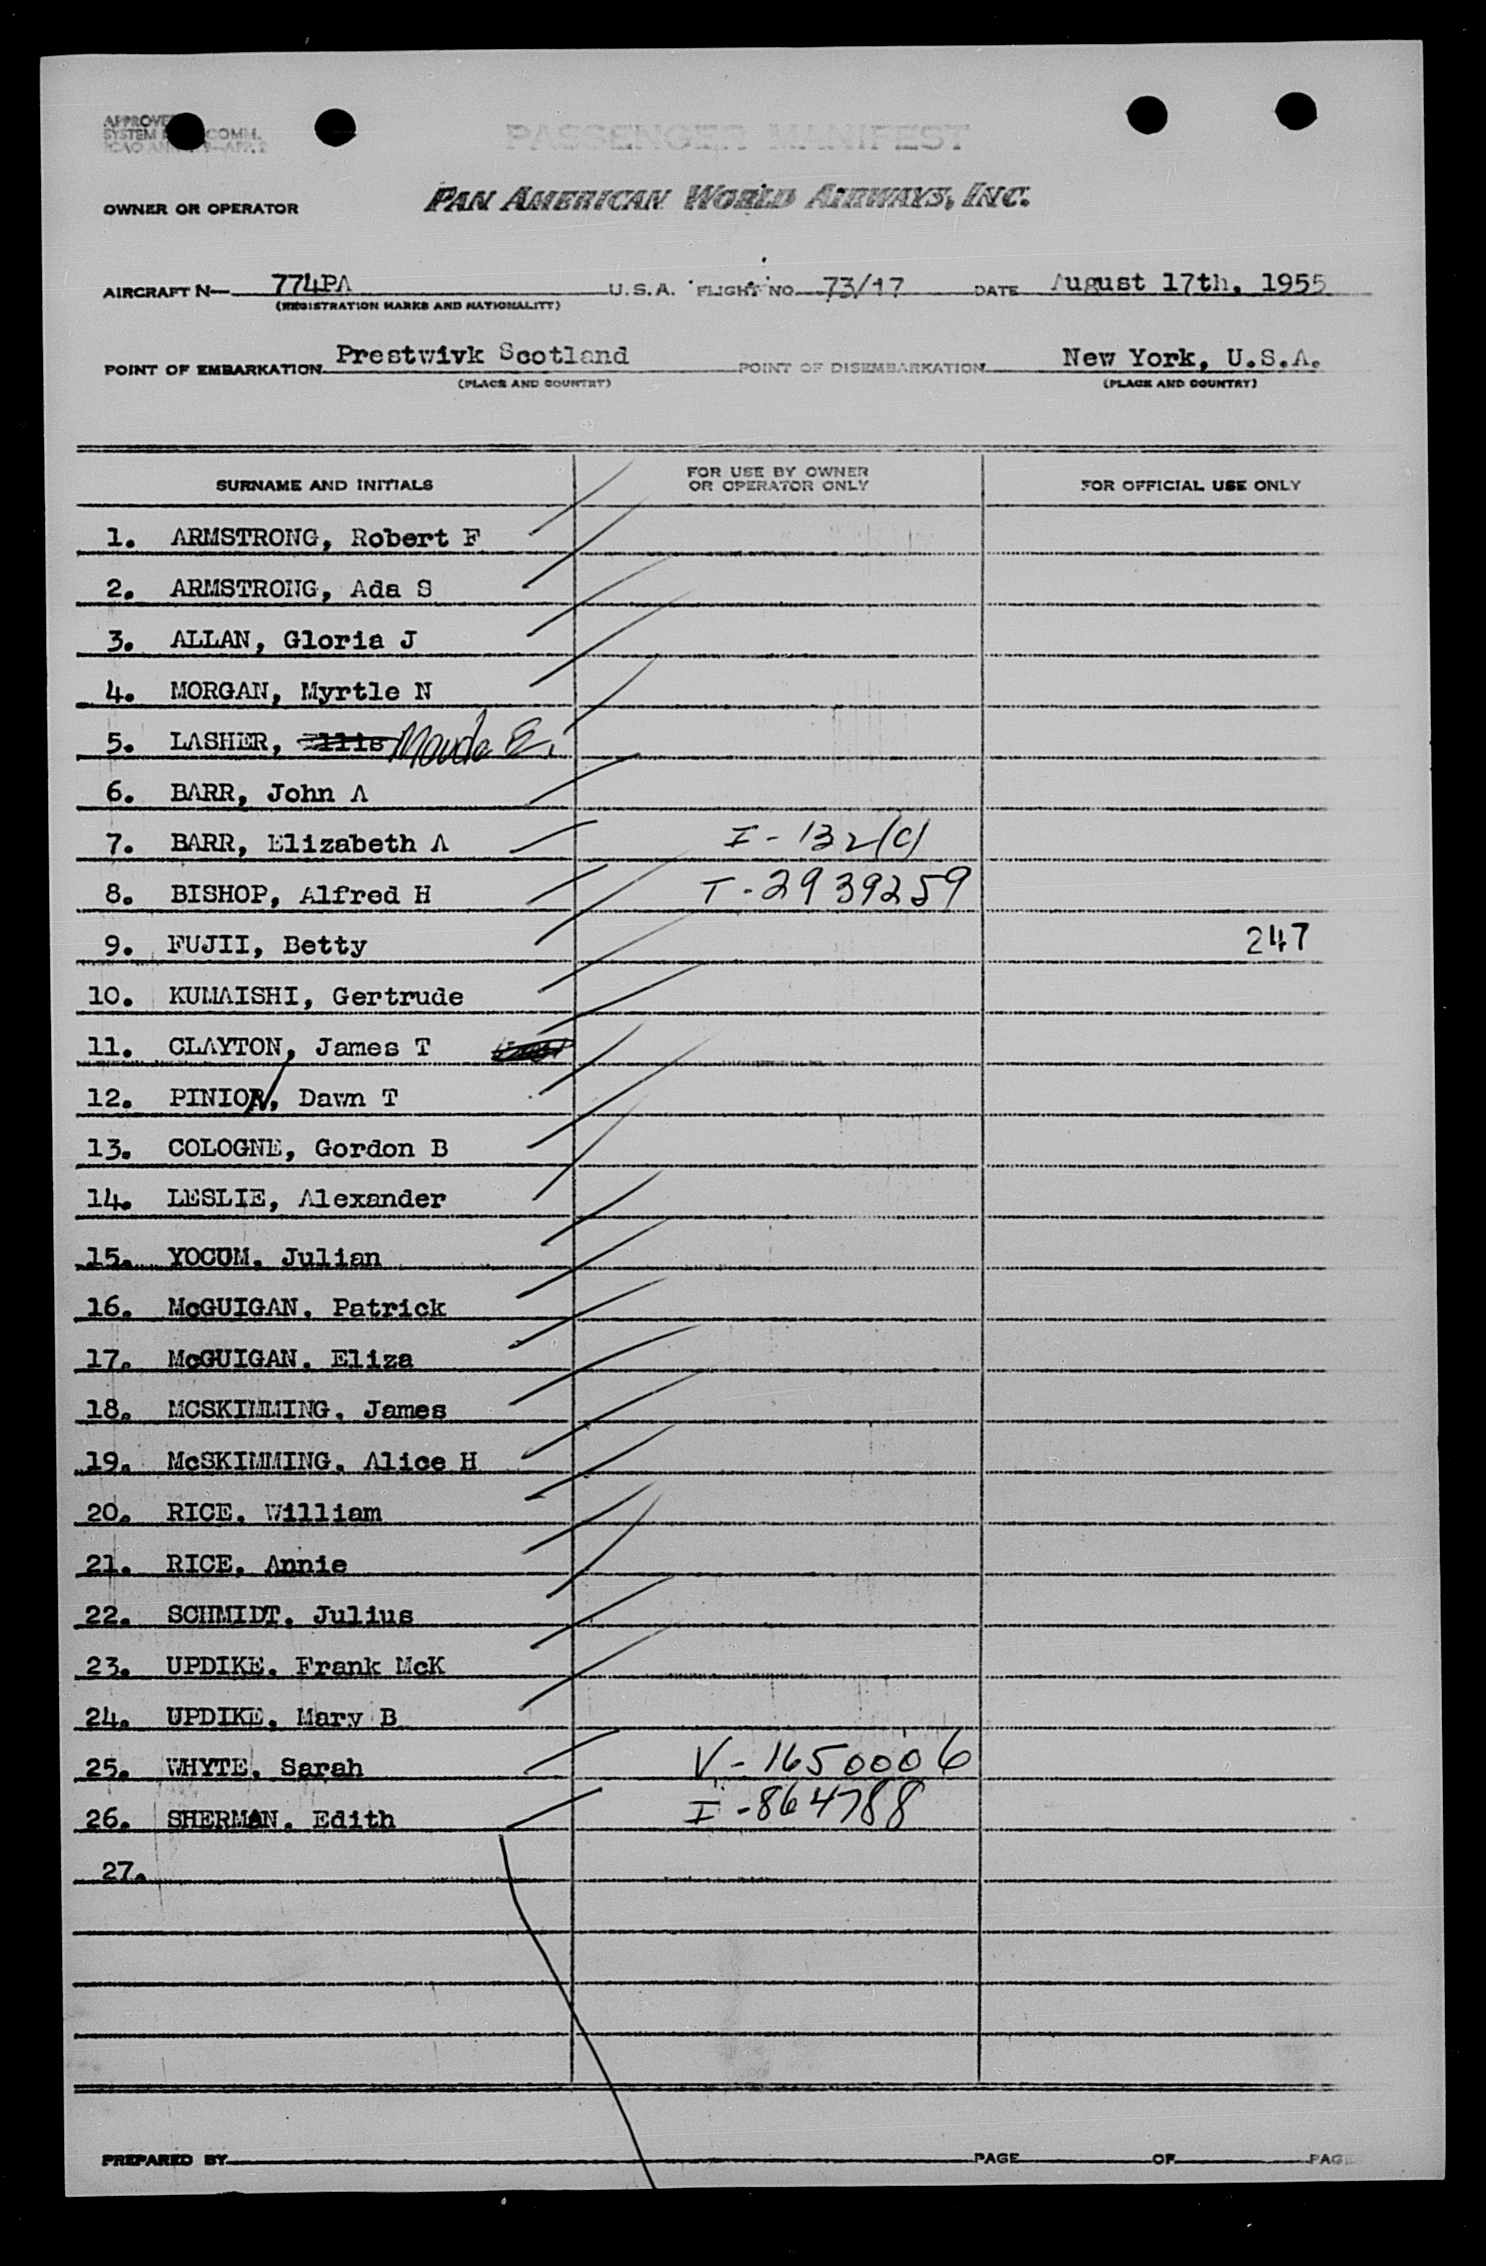 PASSENGER MANIFEST
OWNER OR OPERATOR PAN AMERICAN WORLD AIRWAYS, INC.
AIRCRAFT N— 774PA U.S.A. FLIGHT NO. 73/17 DATE August 17th, 1955
(REGISTRATION MARKS AND NATIONALITY)
POINT OF EMBARKATION Prestwivk Scotland POINT OF DISEMBARKATION New York, U.S.A.
(PLACE AND COUNTRY) (PLACE AND COUNTRY)
SURNAME AND INITIALS FOR USE BY OWNER OR OPERATOR ONLY FOR OFFICIAL USE ONLY
1. ARMSTRONG, Robert F
2. ARMSTRONG, Ada S
3. ALLAN, Gloria J
4. MORGAN, Myrtle N
5. LASHER, Ellis Maude E.
6. BARR, John A
7. BARR, Elizabeth A I-132(c)
8. BISHOP, Alfred H T-2939259
9. FUJII, Betty 247
10. KUMAISHI, Gertrude
11. CLAYTON, James T
12. PINION, Dawn T
13. COLOGNE, Gordon B
14. LESLIE, Alexander
15. YOCUM. Julian
16. McGUIGAN. Patrick
17. McGUIGAN. Eliza
18. MCSKIMMING. James
19. McSKIMMING. Alice H
20. RICE. William
21. RICE. Annie
22. SCHMIDT. Julius
23. UPDIKE. Frank McK
24. UPDIKE. Mary B
25. WHYTE. Sarah V-1650006
26. SHERMAN. Edith I-864788
27.
PREPARED BY PAGE OF PAG